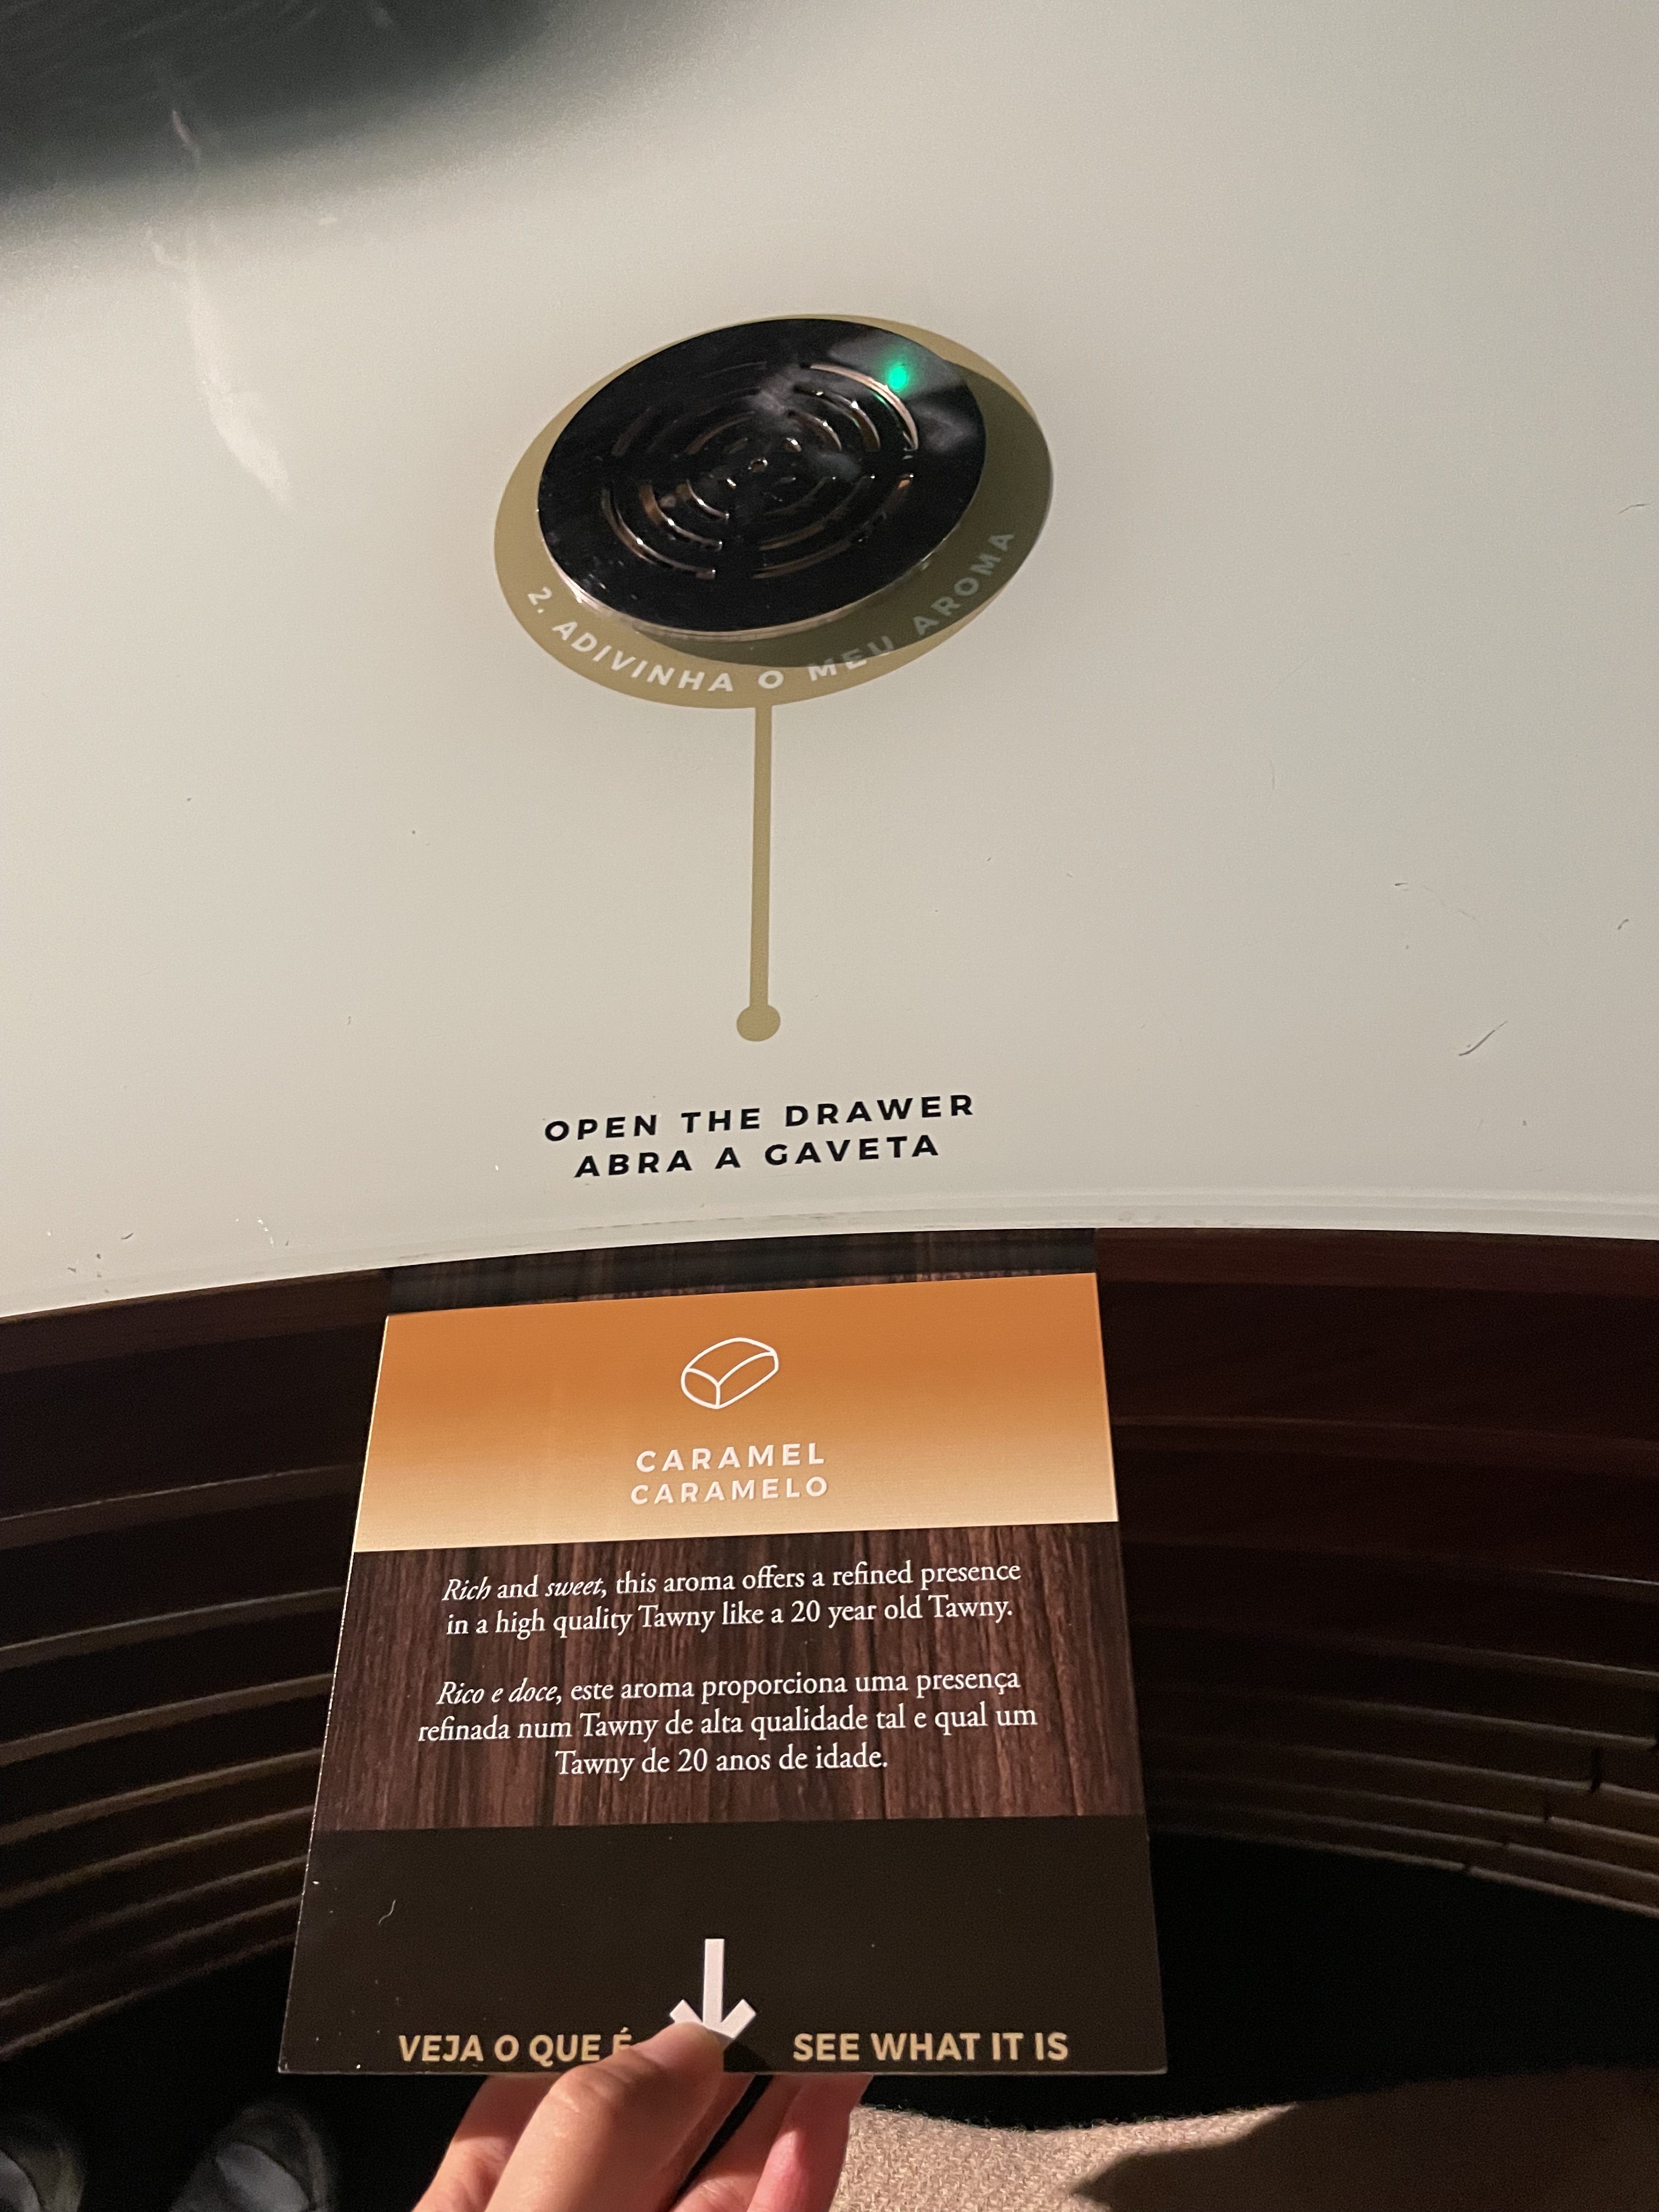 2. ADIVINHA O MEU AROMA
OPEN THE DRAWER
ABRA A GAVETA
CARAMEL
CARAMELO
Rich and sweet, this aroma offers a refined presence
in a high quality Tawny like a 20 year old Tawny.
Rico e doce, este aroma proporciona uma presença
refinada num Tawny de alta qualidade tal e qual um
Tawny de 20 anos de idade.
VEJA O QUE É SEE WHAT IT IS